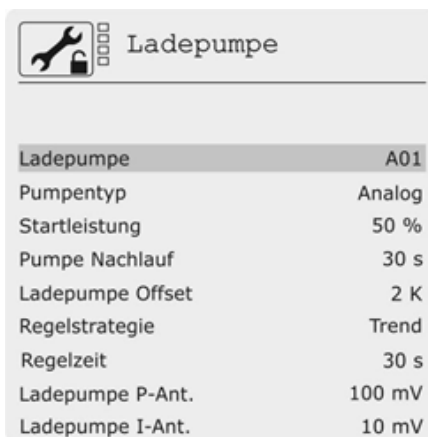 Ladepumpe
Ladepumpe A01
Pumpentyp Analog
Startleistung 50 %
Pumpe Nachlauf 30 s
Ladepumpe Offset 2 K
Regelstrategie Trend
Regelzeit 30 s
Ladepumpe P-Ant. 100 mV
Ladepumpe I-Ant. 10 mV